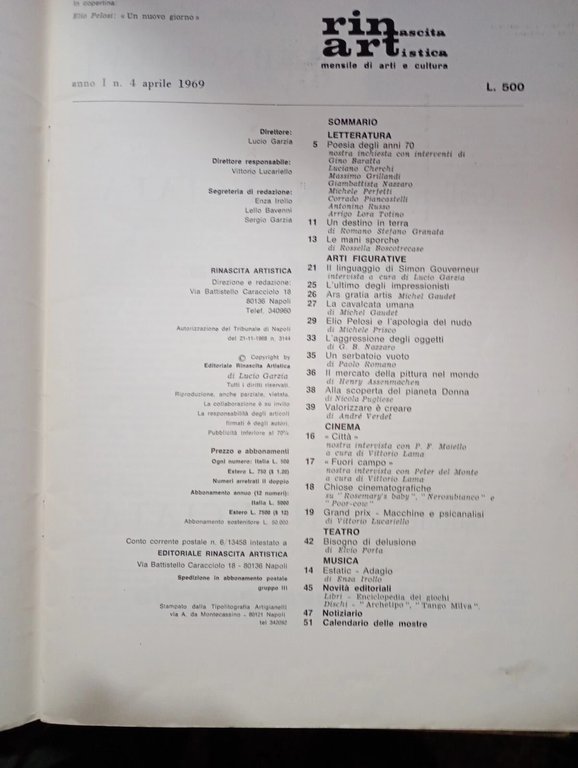 in copertina:
Elio Pelosi: « Un nuovo giorno »
rinascita
artistica
mensile di arti e cultura
anno I n. 4 aprile 1969
L. 500
Direttore:
Lucio Garzia
Direttore responsabile:
Vittorio Lucariello
Segreteria di redazione:
Enza Irollo
Lello Bavenni
Sergio Garzia
RINASCITA ARTISTICA
Direzione e redazione:
Via Battistello Caracciolo 18
80136 Napoli
Telef. 340960
Autorizzazione del Tribunale di Napoli
del 21-11-1968 n. 3144
© Copyright by
Editoriale Rinascita Artistica
di Lucio Garzia
Tutti i diritti riservati.
Riproduzione, anche parziale, vietata.
La collaborazione è su invito
La responsabilità degli articoli
firmati è degli autori.
Pubblicità inferiore al 70%
Prezzo e abbonamenti
Ogni numero: Italia L. 500
Estero L. 750 ($ 1.20)
Numeri arretrati il doppio
Abbonamento annuo (12 numeri):
Italia L. 5000
Estero L. 7500 ($ 12)
Abbonamento sostenitore L. 50.000
Conto corrente postale n. 6/13458 intestato a
EDITORIALE RINASCITA ARTISTICA
Via Battistello Caracciolo 18 - 80136 Napoli
Spedizione in abbonamento postale
gruppo III
Stampato dalla Tipolitografia Artigianelli
via A. da Montecassino - 80121 Napoli
tel 342092
SOMMARIO
LETTERATURA
5 Poesia degli anni 70
nostra inchiesta con interventi di
Gino Baratta
Luciano Cherchi
Massimo Grillandi
Giambattista Nazzaro
Michele Perfetti
Corrado Piancastelli
Antonino Russo
Arrigo Lora Totino
11 Un destino in terra
di Romano Stefano Granata
13 Le mani sporche
di Rossella Boscotrecase
ARTI FIGURATIVE
21 Il linguaggio di Simon Gouverneur
intervista a cura di Lucio Garzia
25 L'ultimo degli impressionisti
26 Ars gratia artis Michel Gaudet
27 La cavalcata umana
di Michel Gaudet
29 Elio Pelosi e l'apologia del nudo
di Michele Prisco
33 L'aggressione degli oggetti
di G. B. Nazzaro
35 Un serbatoio vuoto
di Paolo Romano
36 Il mercato della pittura nel mondo
di Henry Assenmachen
38 Alla scoperta del pianeta Donna
di Nicola Pugliese
39 Valorizzare è creare
di André Verdet
CINEMA
16 « Città »
nostra intervista con P. F. Maiello
a cura di Vittorio Lama
17 « Fuori campo »
nostra intervista con Peter del Monte
a cura di Vittorio Lama
18 Chiose cinematografiche
su "Rosemary's baby", "Nerosubianco" e
"Poor-cow"
19 Grand prix - Macchine e psicanalisi
di Vittorio Lucariello
TEATRO
42 Bisogno di delusione
di Elvio Porta
MUSICA
14 Estatic - Adagio
di Enza Irollo
45 Novità editoriali
Libri - Enciclopedia dei giochi
Dischi - "Archetipo", "Tango Milva".
47 Notiziario
51 Calendario delle mostre